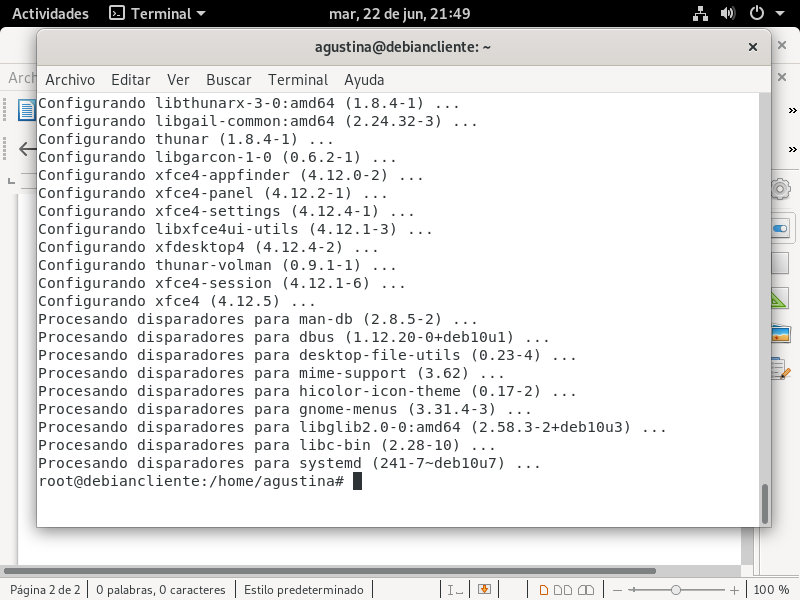 Actividades Terminal mar, 22 de jun, 21:49
agustina@debiancliente: ~
Archivo Editar Ver Buscar Terminal Ayuda
Arch
Configurando libthunarx-3-0:amd64 (1.8.4-1) ...
Configurando libgail-common:amd64 (2.24.32-3) ...
Configurando thunar (1.8.4-1) ...
Configurando libgarcon-1-0 (0.6.2-1) ...
Configurando xfce4-appfinder (4.12.0-2) ...
Configurando xfce4-panel (4.12.2-1) ...
Configurando xfce4-settings (4.12.4-1) ...
Configurando libxfce4ui-utils (4.12.1-3) ...
Configurando xfdesktop4 (4.12.4-2) ...
Configurando thunar-volman (0.9.1-1) ...
Configurando xfce4-session (4.12.1-6) ...
Configurando xfce4 (4.12.5) ...
Procesando disparadores para man-db (2.8.5-2) ...
Procesando disparadores para dbus (1.12.20-0+deb10u1) ...
Procesando disparadores para desktop-file-utils (0.23-4) ...
Procesando disparadores para mime-support (3.62) ...
Procesando disparadores para hicolor-icon-theme (0.17-2) ...
Procesando disparadores para gnome-menus (3.31.4-3) ...
Procesando disparadores para libglib2.0-0:amd64 (2.58.3-2+deb10u3) ...
Procesando disparadores para libc-bin (2.28-10) ...
Procesando disparadores para systemd (241-7~deb10u7) ...
root@debiancliente:/home/agustina#
Página 2 de 2 0 palabras, 0 caracteres Estilo predeterminado 100 %